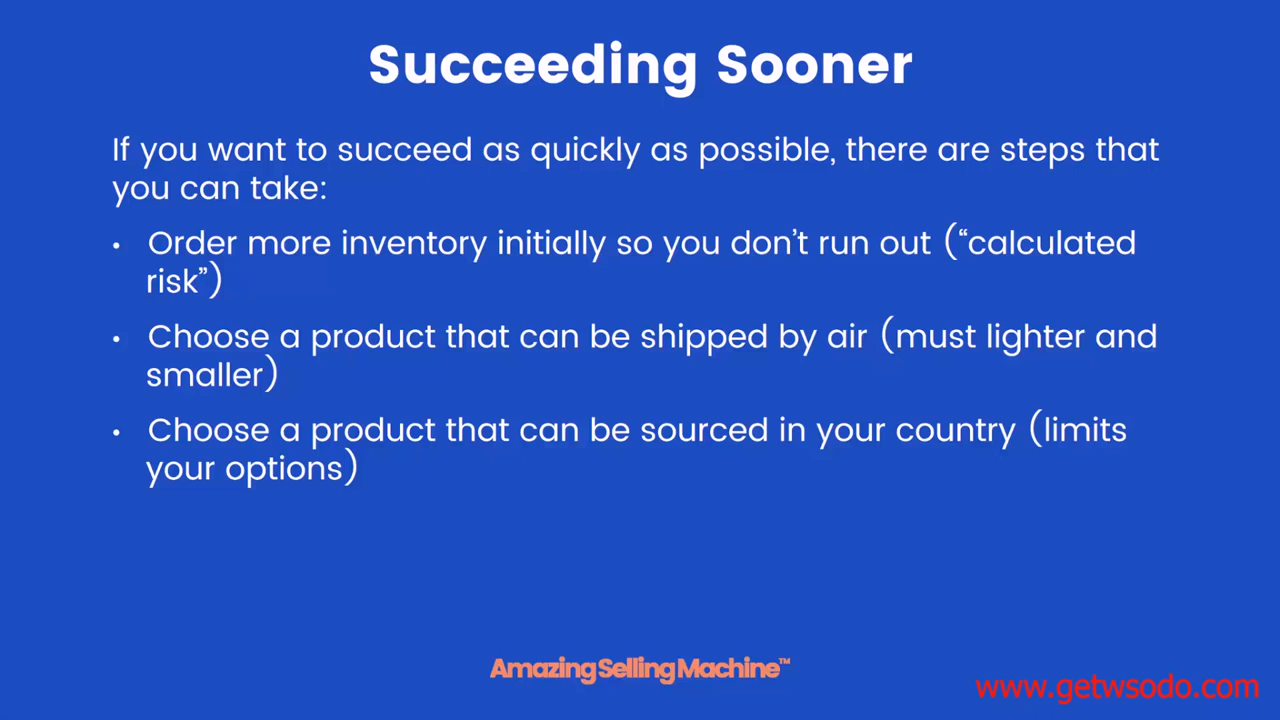 Succeeding Sooner
If you want to succeed as quickly as possible, there are steps that
you can take:
• Order more inventory initially so you don’t run out (“calculated
risk”)
• Choose a product that can be shipped by air (must lighter and
smaller)
• Choose a product that can be sourced in your country (limits
your options)
AmazingSellingMachine™
www.getwsodo.com